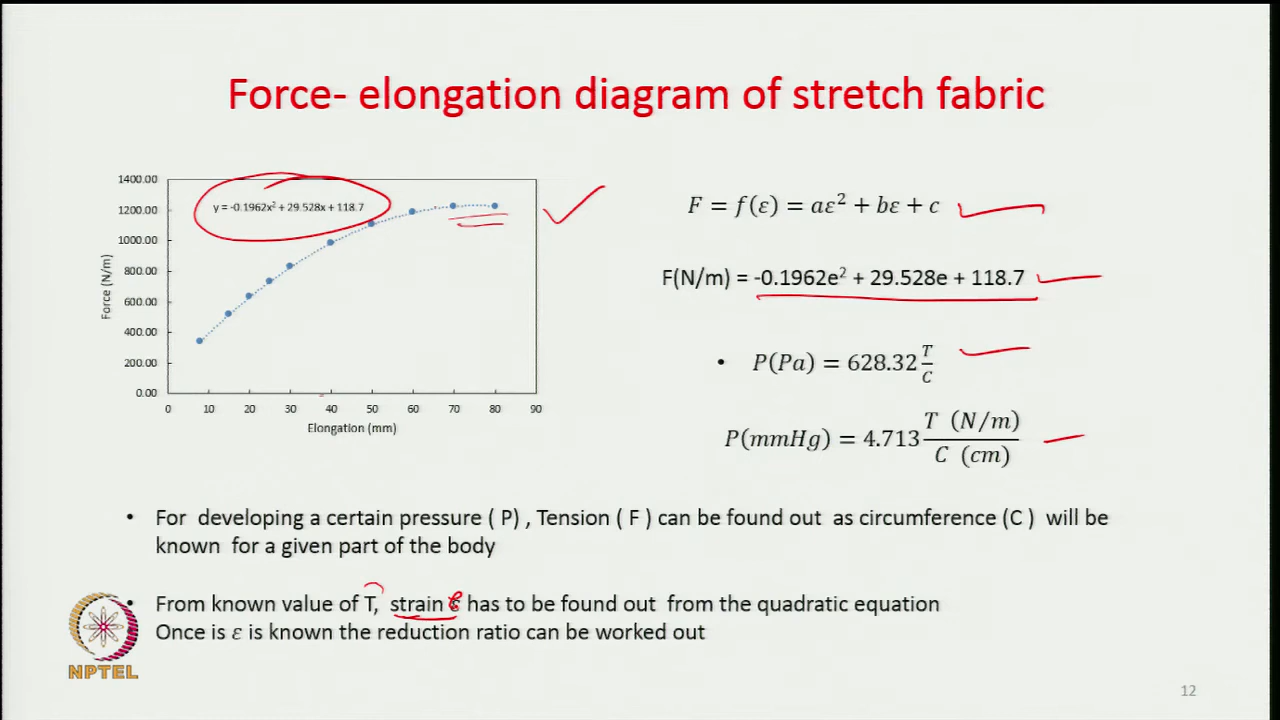 Force- elongation diagram of stretch fabric
1400.00
1200.00
1000.00
800.00
600.00
400.00
200.00
0.00
Force (N/m)
y = -0.1962x² + 29.528x + 118.7
0 10 20 30 40 50 60 70 80 90
Elongation (mm)
F = f(ε) = aε² + bε + c
F(N/m) = -0.1962e² + 29.528e + 118.7
• P(Pa) = 628.32 T/C
P(mmHg) = 4.713 T (N/m) / C (cm)
• For developing a certain pressure ( P) , Tension ( F ) can be found out as circumference (C ) will be
known for a given part of the body
• From known value of T, strain ε has to be found out from the quadratic equation
Once is ε is known the reduction ratio can be worked out
NPTEL
12